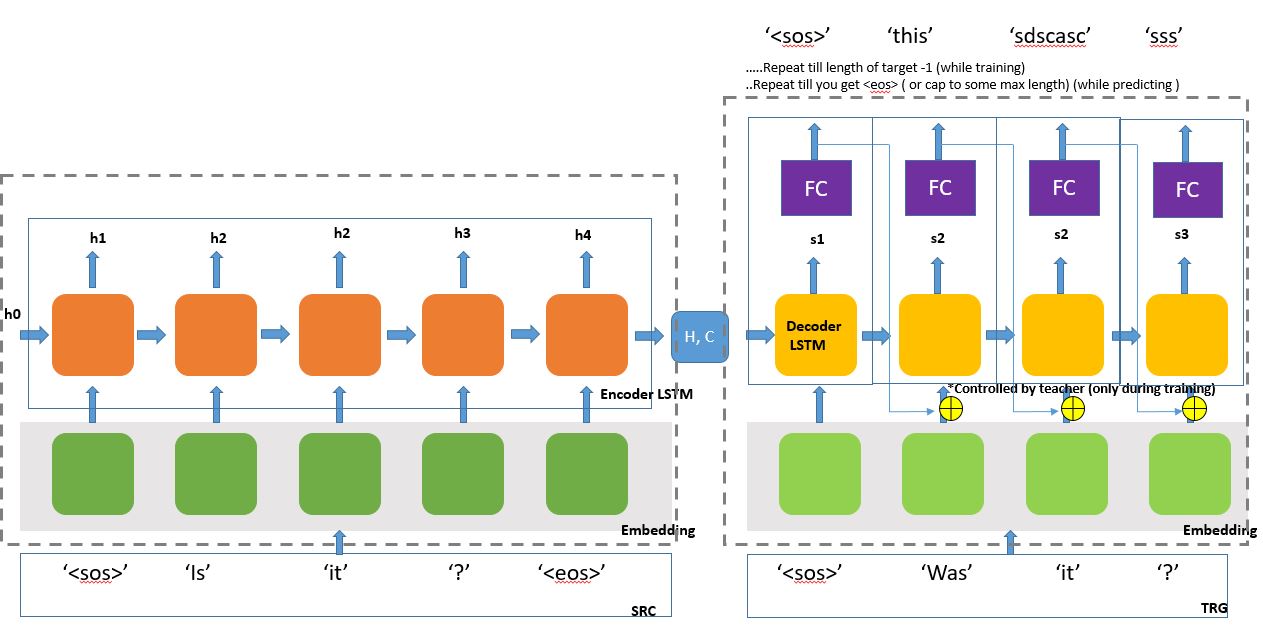 ‘<sos>’ ‘this’ ‘sdscasc’ ‘sss’
.....Repeat till length of target -1 (while training)
..Repeat till you get <eos> ( or cap to some max length) (while predicting )
FC FC FC FC
h1 h2 h2 h3 h4
s1 s2 s2 s3
h0
Decoder
LSTM
H, C
*Controlled by teacher (only during training)
Encoder LSTM
Embedding
Embedding
‘<sos>’ ‘Is’ ‘it’ ‘?’ ‘<eos>’
SRC
‘<sos>’ ‘Was’ ‘it’ ‘?’
TRG